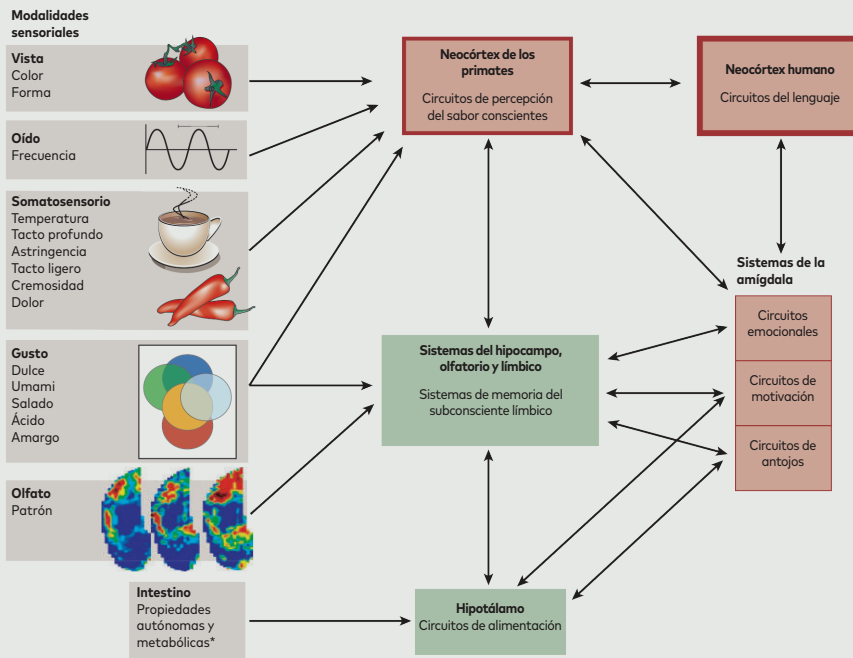 Modalidades
sensoriales
Vista
Color
Forma
Oído
Frecuencia
Somatosensorio
Temperatura
Tacto profundo
Astringencia
Tacto ligero
Cremosidad
Dolor
Gusto
Dulce
Umami
Salado
Ácido
Amargo
Olfato
Patrón
Intestino
Propiedades
autónomas y
metabólicas*
Neocórtex de los
primates
Circuitos de percepción
del sabor conscientes
Neocórtex humano
Circuitos del lenguaje
Sistemas del hipocampo,
olfatorio y límbico
Sistemas de memoria del
subconsciente límbico
Sistemas de la
amígdala
Circuitos
emocionales
Circuitos de
motivación
Circuitos de
antojos
Hipotálamo
Circuitos de alimentación